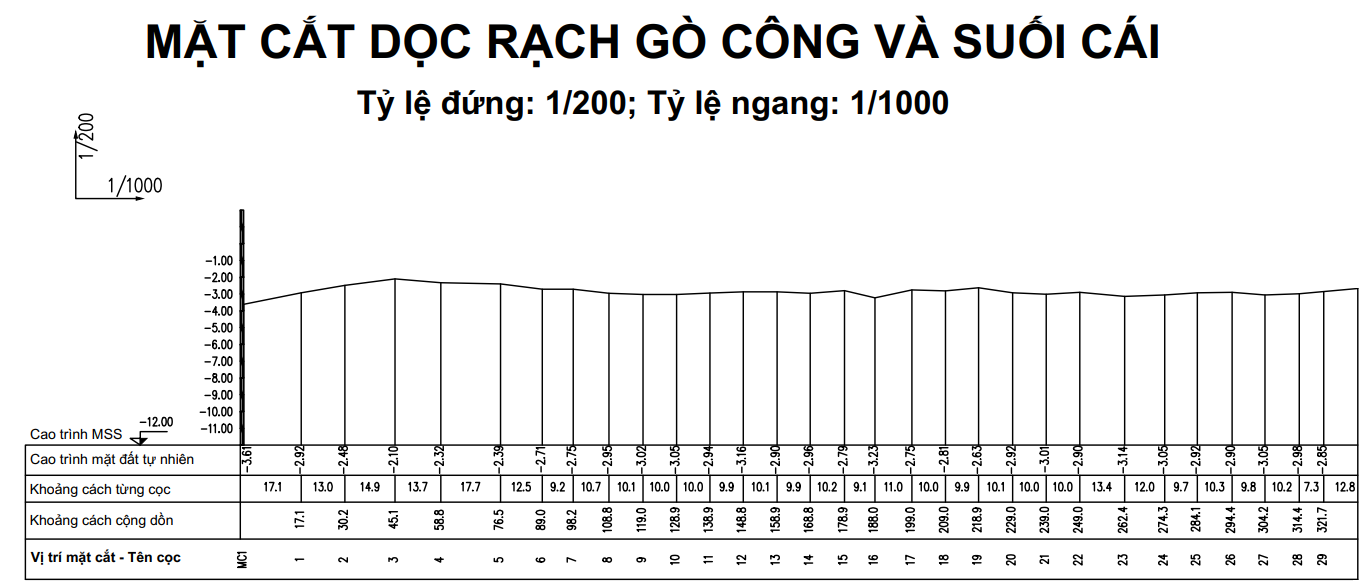 MẶT CẮT DỌC RẠCH GÒ CÔNG VÀ SUỐI CÁI
Tỷ lệ đứng: 1/200; Tỷ lệ ngang: 1/1000
1/200
1/1000
-1.00
-2.00
-3.00
-4.00
-5.00
-6.00
-7.00
-8.00
-9.00
-10.00
-11.00
-12.00
Cao trình MSS
Cao trình mặt đất tự nhiên -3.61 -2.92 -2.48 -2.10 -2.32 -2.39 -2.71 -2.75 -2.95 -3.02 -3.05 -2.94 -3.16 -2.90 -2.96 -2.79 -3.23 -2.75 -2.81 -2.63 -2.92 -3.01 -2.90 -3.14 -3.05 -2.92 -2.90 -3.05 -2.98 -2.85
Khoảng cách từng cọc 17.1 13.0 14.9 13.7 17.7 12.5 9.2 10.7 10.1 10.0 10.0 9.9 10.1 9.9 10.2 9.1 11.0 10.0 9.9 10.1 10.0 10.0 13.4 12.0 9.7 10.3 9.8 10.2 7.3 12.8
Khoảng cách cộng dồn 17.1 30.2 45.1 58.8 76.5 89.0 98.2 108.8 119.0 128.9 138.9 148.8 158.9 168.8 178.9 188.0 199.0 209.0 218.9 229.0 239.0 249.0 262.4 274.3 284.1 294.4 304.2 314.4 321.7
Vị trí mặt cắt - Tên cọc MC1 1 2 3 4 5 6 7 8 9 10 11 12 13 14 15 16 17 18 19 20 21 22 23 24 25 26 27 28 29